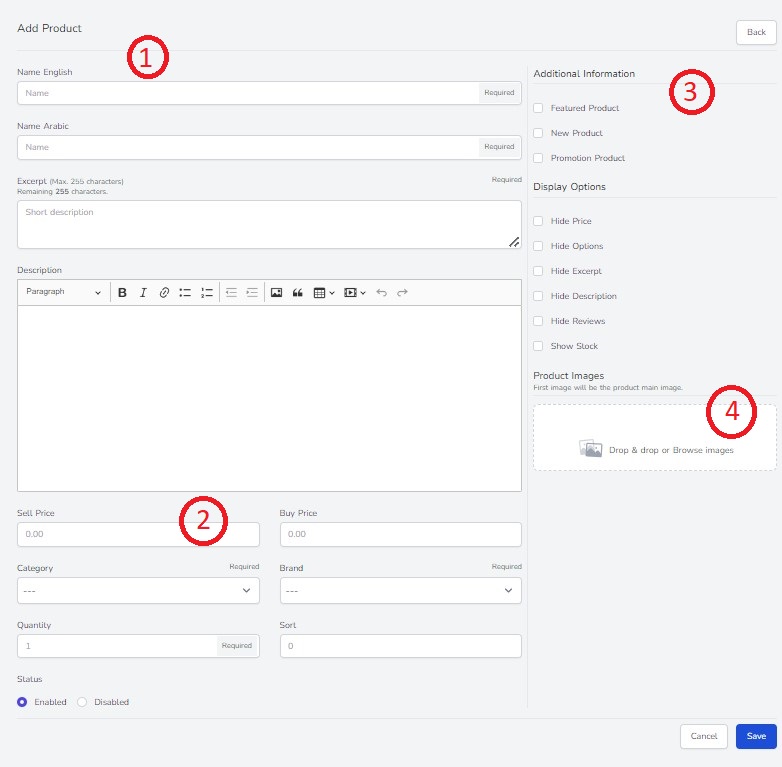 Add Product
Back
1
Name English
Name Required
Name Arabic
Name Required
Excerpt (Max. 255 characters) Required
Remaining 255 characters.
Short description
Description
Paragraph B I
Sell Price Buy Price
2
0.00 0.00
Category Required Brand Required
--- ---
Quantity Sort
1 Required 0
Status
Enabled Disabled
Additional Information
3
Featured Product
New Product
Promotion Product
Display Options
Hide Price
Hide Options
Hide Excerpt
Hide Description
Hide Reviews
Show Stock
Product Images
First image will be the product main image.
4
Drop & drop or Browse images
Cancel Save